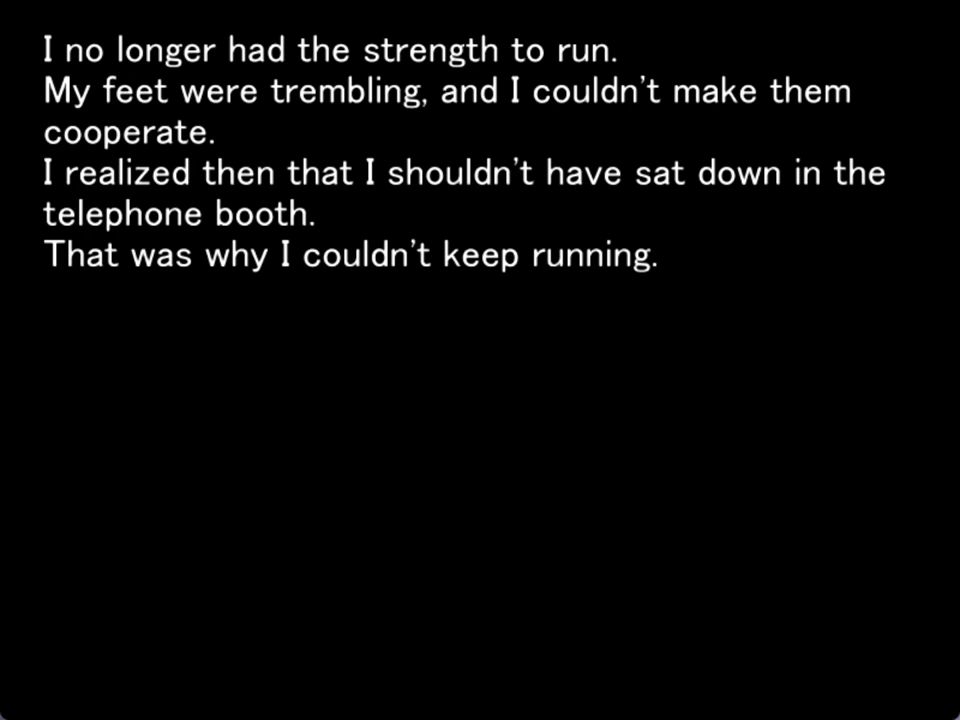 I no longer had the strength to run.
My feet were trembling, and I couldn't make them
cooperate.
I realized then that I shouldn't have sat down in the
telephone booth.
That was why I couldn't keep running.